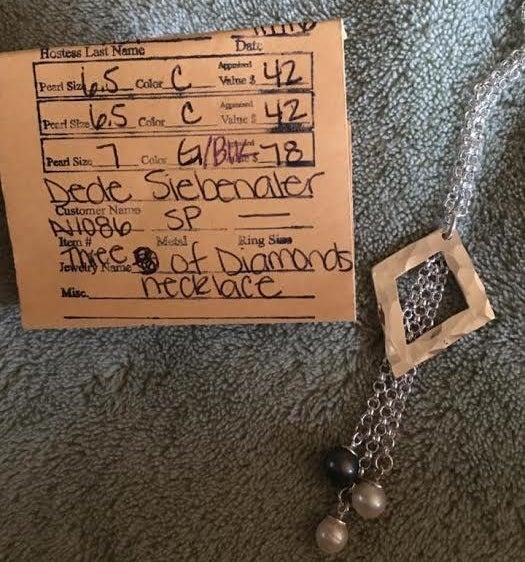 Hostess Last Name Date
Pearl Size 6.5 Color C Appraised Value $ 42
Pearl Size 6.5 Color C Appraised Value $ 42
Pearl Size 7 Color G/Blk $ 78
Dede Siebenaler
Customer Name
N1086 SP —
Item # Metal Ring Size
Three of Diamonds
Jewelry Name
necklace
Misc.